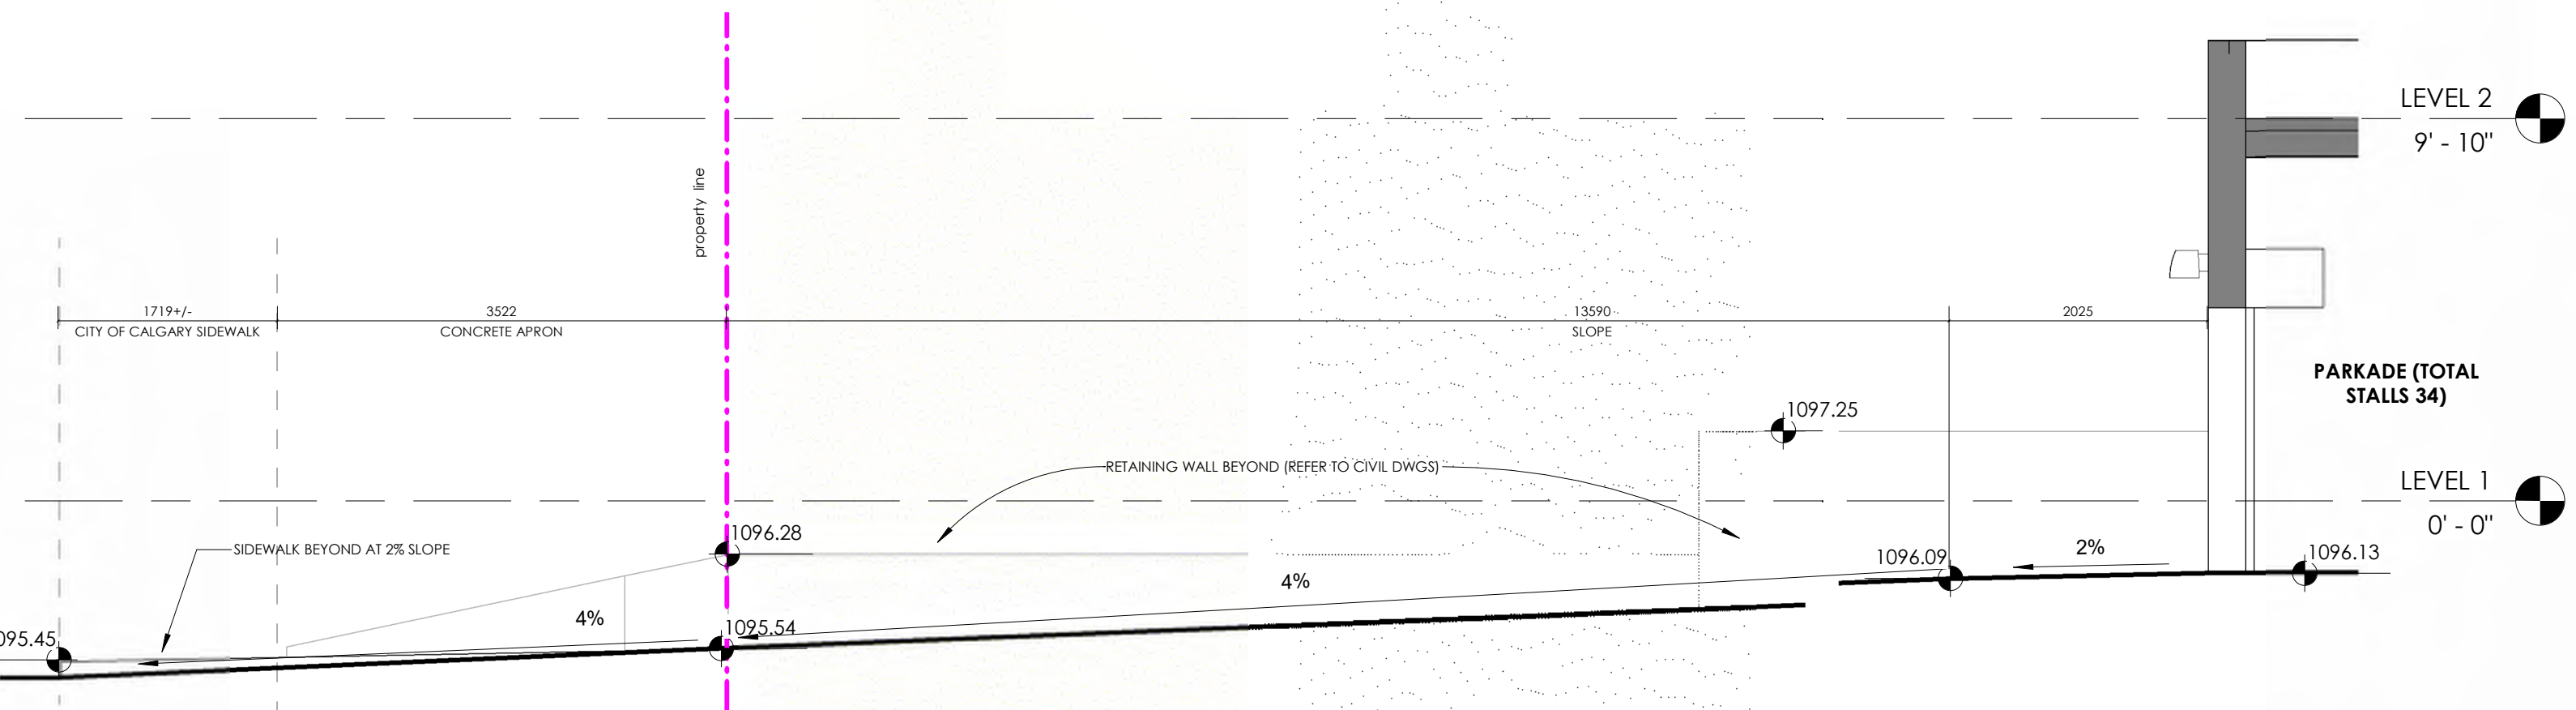 LEVEL 2
9' - 10"
property line
1719+/-
CITY OF CALGARY SIDEWALK
3522
CONCRETE APRON
13590
SLOPE
2025
PARKADE (TOTAL
STALLS 34)
1097.25
RETAINING WALL BEYOND (REFER TO CIVIL DWGS)
LEVEL 1
0' - 0"
1096.28
SIDEWALK BEYOND AT 2% SLOPE
1096.09
2%
1096.13
4%
4%
1095.54
095.45